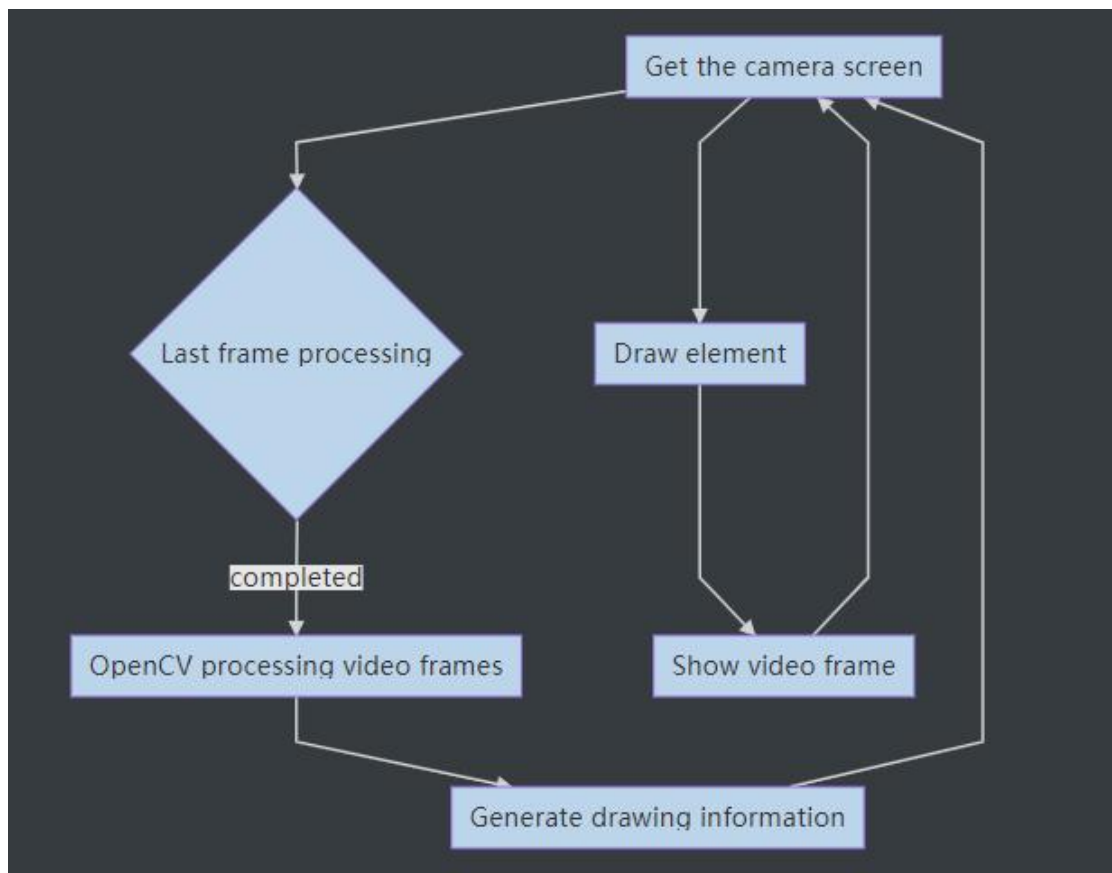 Get the camera screen
Last frame processing
Draw element
completed
OpenCV processing video frames
Show video frame
Generate drawing information